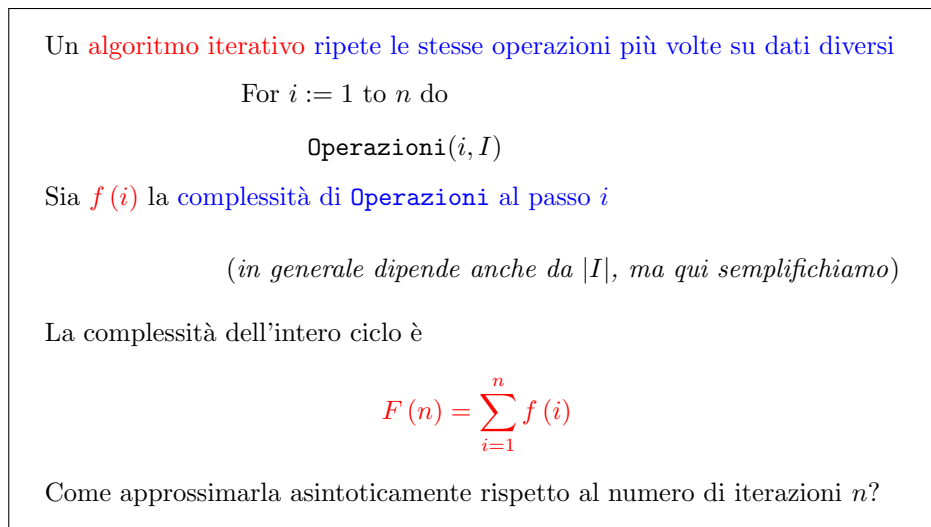 Un algoritmo iterativo ripete le stesse operazioni più volte su dati diversi
For i := 1 to n do
Operazioni(i, I)
Sia f (i) la complessità di Operazioni al passo i
(in generale dipende anche da |I|, ma qui semplifichiamo)
La complessità dell'intero ciclo è
F (n) = ∑_{i=1}^{n} f (i)
Come approssimarla asintoticamente rispetto al numero di iterazioni n?